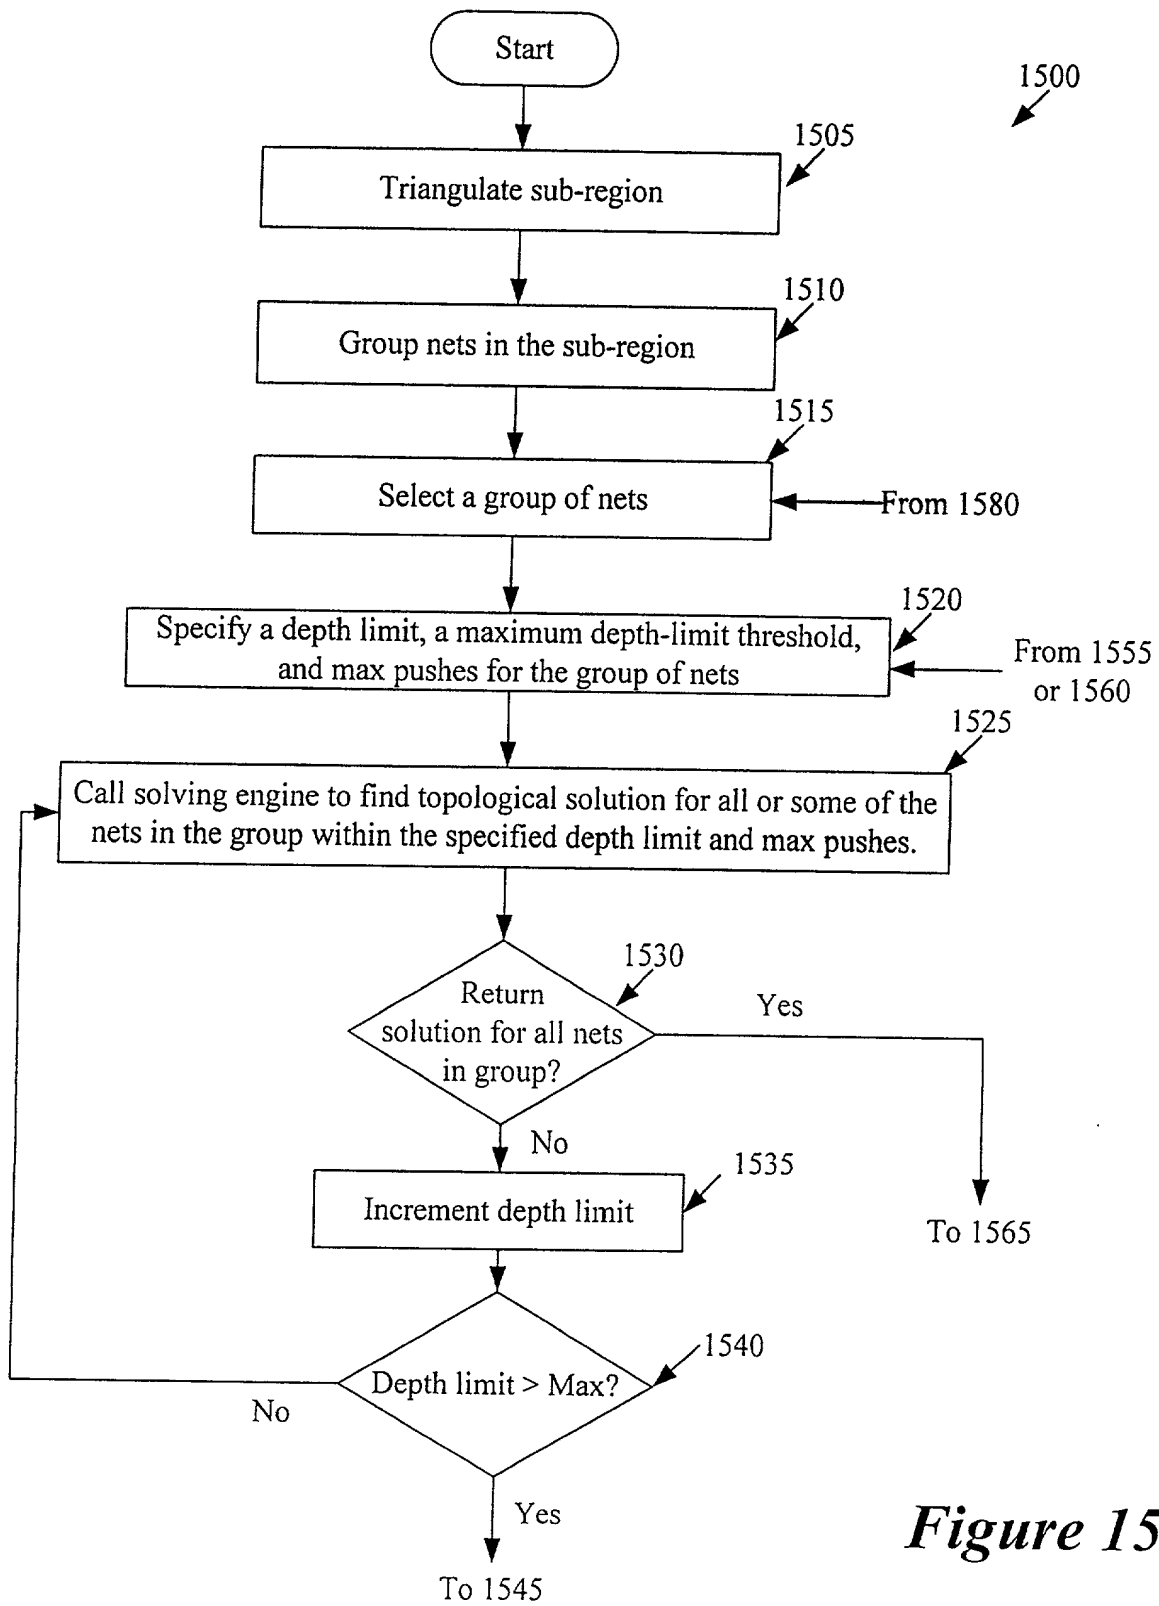 Start
1500
1505
Triangulate sub-region
1510
Group nets in the sub-region
1515
Select a group of nets
From 1580
1520
Specify a depth limit, a maximum depth-limit threshold,
and max pushes for the group of nets
From 1555
or 1560
1525
Call solving engine to find topological solution for all or some of the
nets in the group within the specified depth limit and max pushes.
1530
Return
solution for all nets
in group?
Yes
No
1535
Increment depth limit
To 1565
1540
Depth limit > Max?
No
Yes
To 1545
Figure 15